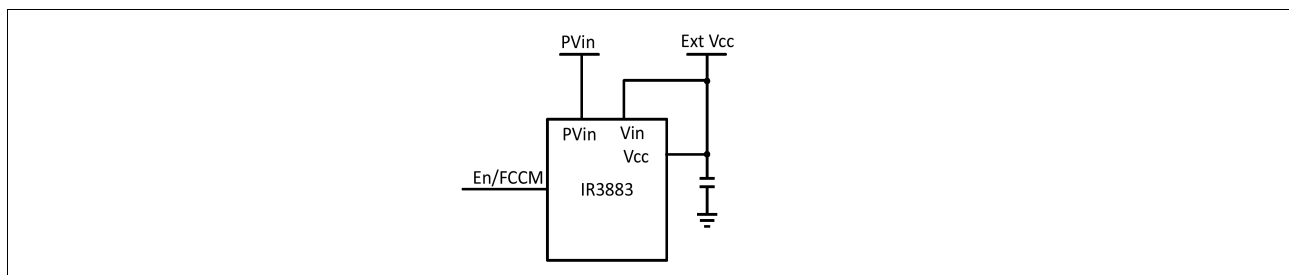 PVin
Ext Vcc
PVin
Vin
Vcc
En/FCCM
IR3883